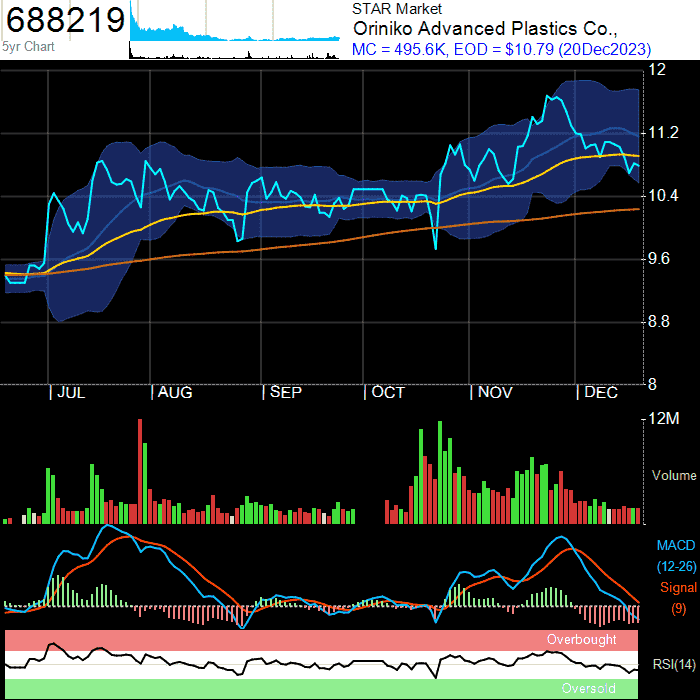 688219
5yr Chart
STAR Market
Oriniko Advanced Plastics Co.,
MC = 495.6K, EOD = $10.79 (20Dec2023)
12
11.2
10.4
9.6
8.8
8
| JUL | AUG | SEP | OCT | NOV | DEC
12M
Volume
MACD
(12-26)
Signal
(9)
Overbought
RSI(14)
Oversold